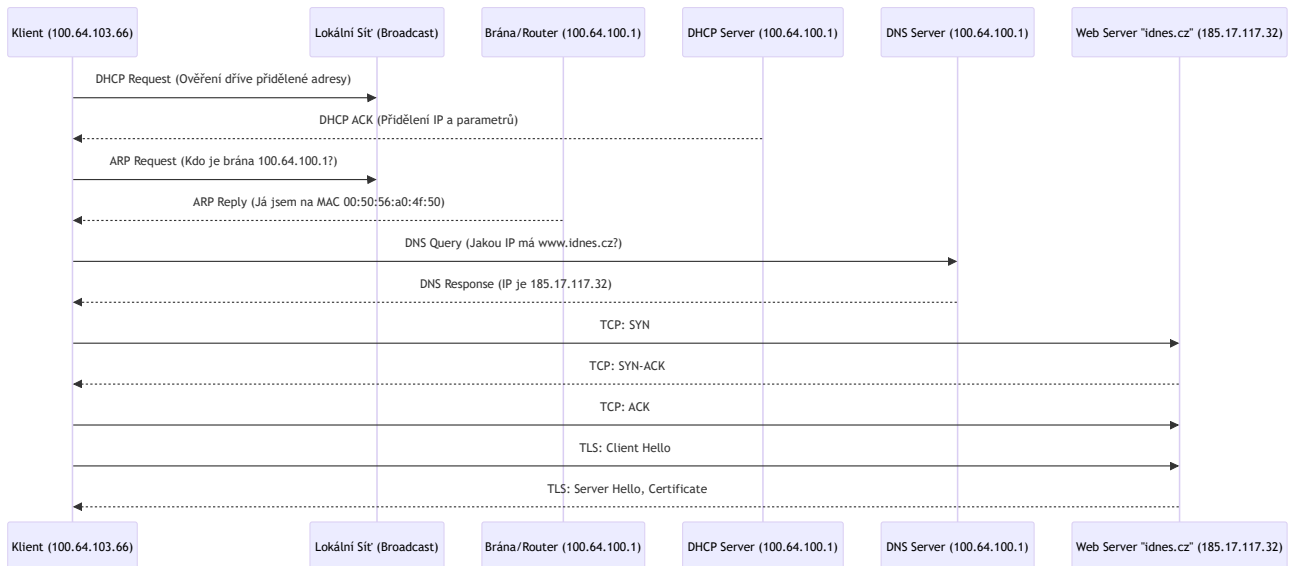 Klient (100.64.103.66)
Lokální Síť (Broadcast)
Brána/Router (100.64.100.1)
DHCP Server (100.64.100.1)
DNS Server (100.64.100.1)
Web Server "idnes.cz" (185.17.117.32)
DHCP Request (Ověření dříve přidělené adresy)
DHCP ACK (Přidělení IP a parametrů)
ARP Request (Kdo je brána 100.64.100.1?)
ARP Reply (Já jsem na MAC 00:50:56:a0:4f:50)
DNS Query (Jakou IP má www.idnes.cz?)
DNS Response (IP je 185.17.117.32)
TCP: SYN
TCP: SYN-ACK
TCP: ACK
TLS: Client Hello
TLS: Server Hello, Certificate
Klient (100.64.103.66)
Lokální Síť (Broadcast)
Brána/Router (100.64.100.1)
DHCP Server (100.64.100.1)
DNS Server (100.64.100.1)
Web Server "idnes.cz" (185.17.117.32)